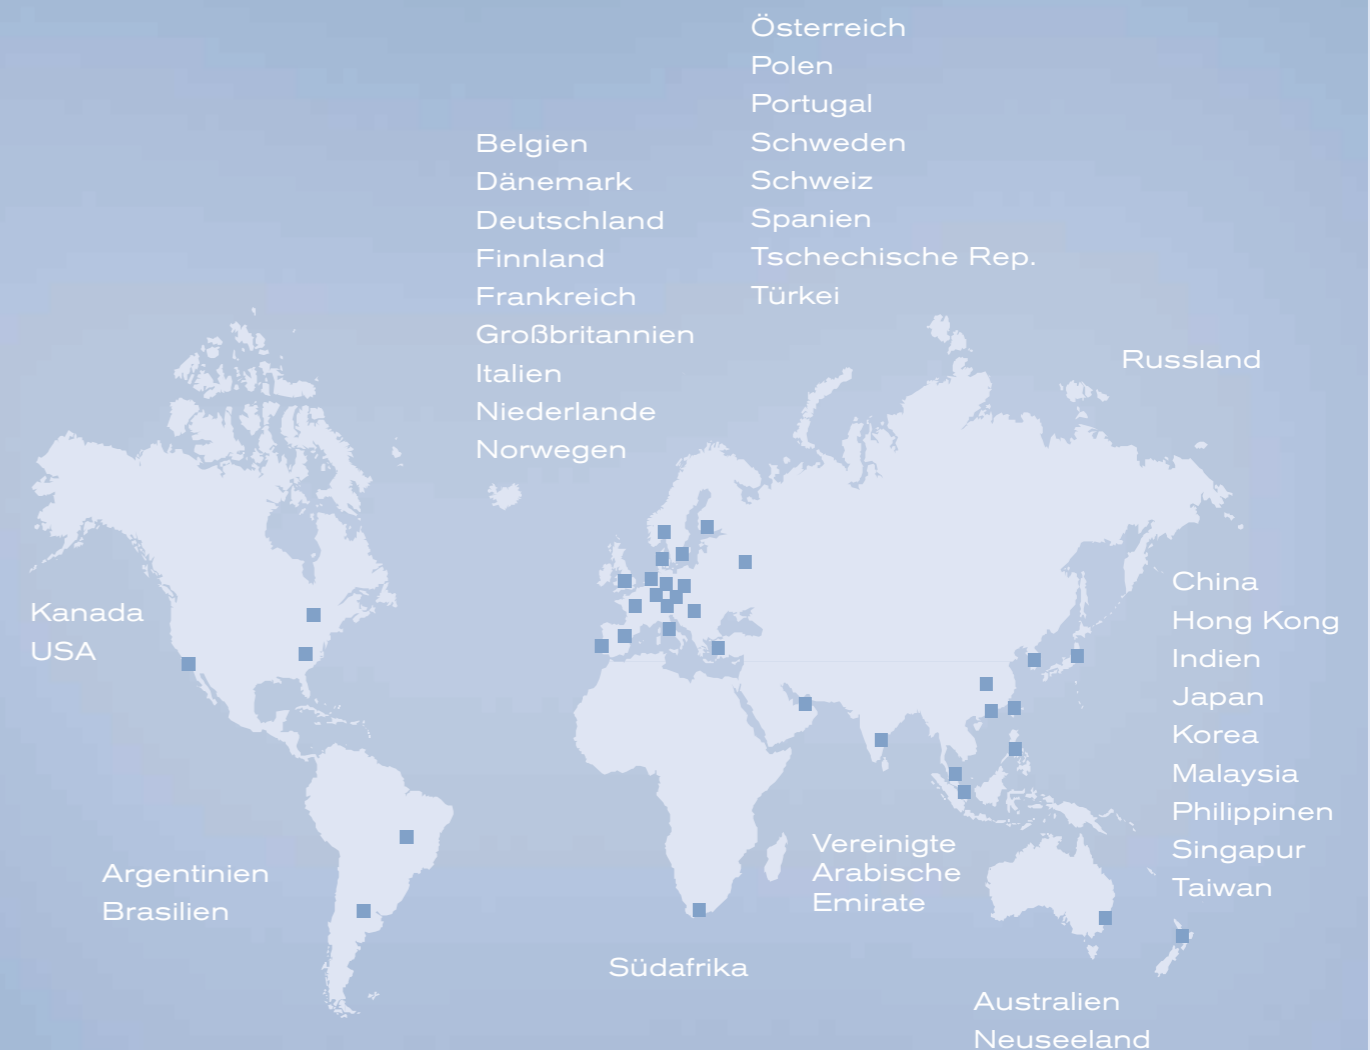 Österreich
Polen
Portugal
Schweden
Schweiz
Spanien
Tschechische Rep.
Türkei
Belgien
Dänemark
Deutschland
Finnland
Frankreich
Großbritannien
Italien
Niederlande
Norwegen
Russland
Kanada
USA
China
Hong Kong
Indien
Japan
Korea
Malaysia
Philippinen
Singapur
Taiwan
Argentinien
Brasilien
Vereinigte
Arabische
Emirate
Südafrika
Australien
Neuseeland